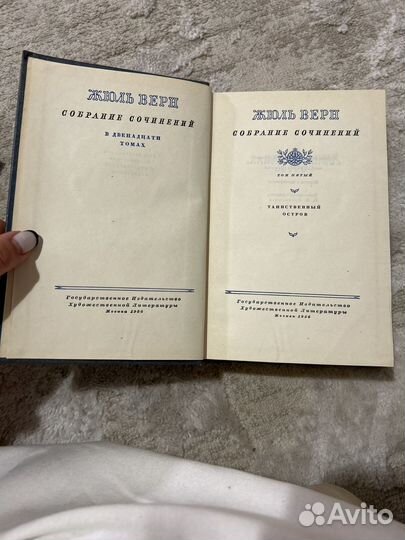 ЖЮЛЬ ВЕРН
СОБРАНИЕ СОЧИНЕНИЙ
В ДВЕНАДЦАТИ
ТОМАХ
Государственное Издательство
Художественной Литературы
Москва
ЖЮЛЬ ВЕРН
СОБРАНИЕ СОЧИНЕНИЙ
ТОМ ПЯТЫЙ
ТАИНСТВЕННЫЙ
ОСТРОВ
Государственное Издательство
Художественной Литературы
Москва
Avito